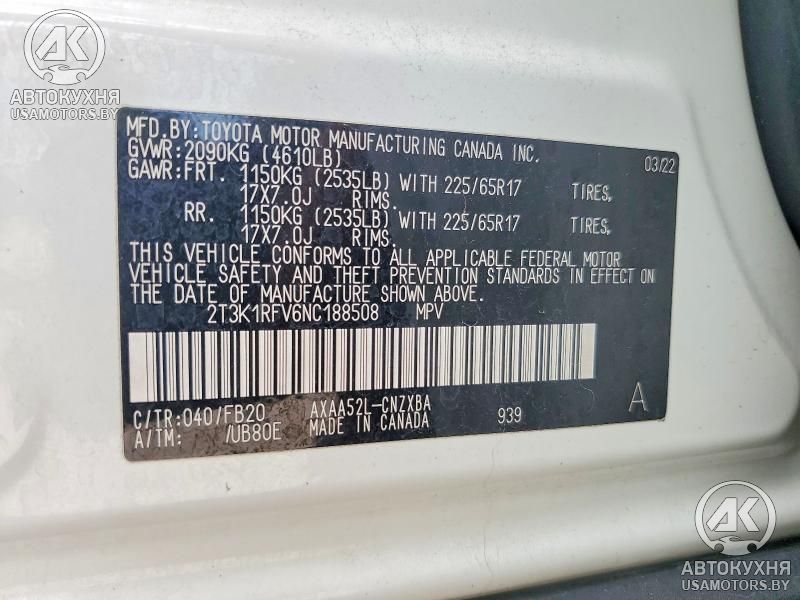 AK
АВТОКУХНЯ
USAMOTORS.BY
MFD.BY:TOYOTA MOTOR MANUFACTURING CANADA INC.
GVWR:2090KG (4610LB) 03/22
GAWR:FRT. 1150KG (2535LB) WITH 225/65R17 TIRES,
17X7.0J RIMS.
RR. 1150KG (2535LB) WITH 225/65R17 TIRES,
17X7.0J RIMS.
THIS VEHICLE CONFORMS TO ALL APPLICABLE FEDERAL MOTOR
VEHICLE SAFETY AND THEFT PREVENTION STANDARDS IN EFFECT ON
THE DATE OF MANUFACTURE SHOWN ABOVE.
2T3K1RFV6NC188508 MPV
C/TR:040/FB20 AXAA52L-CNZXBA 939 A
A/TM: /UB80E MADE IN CANADA
AK
АВТОКУХНЯ
USAMOTORS.BY